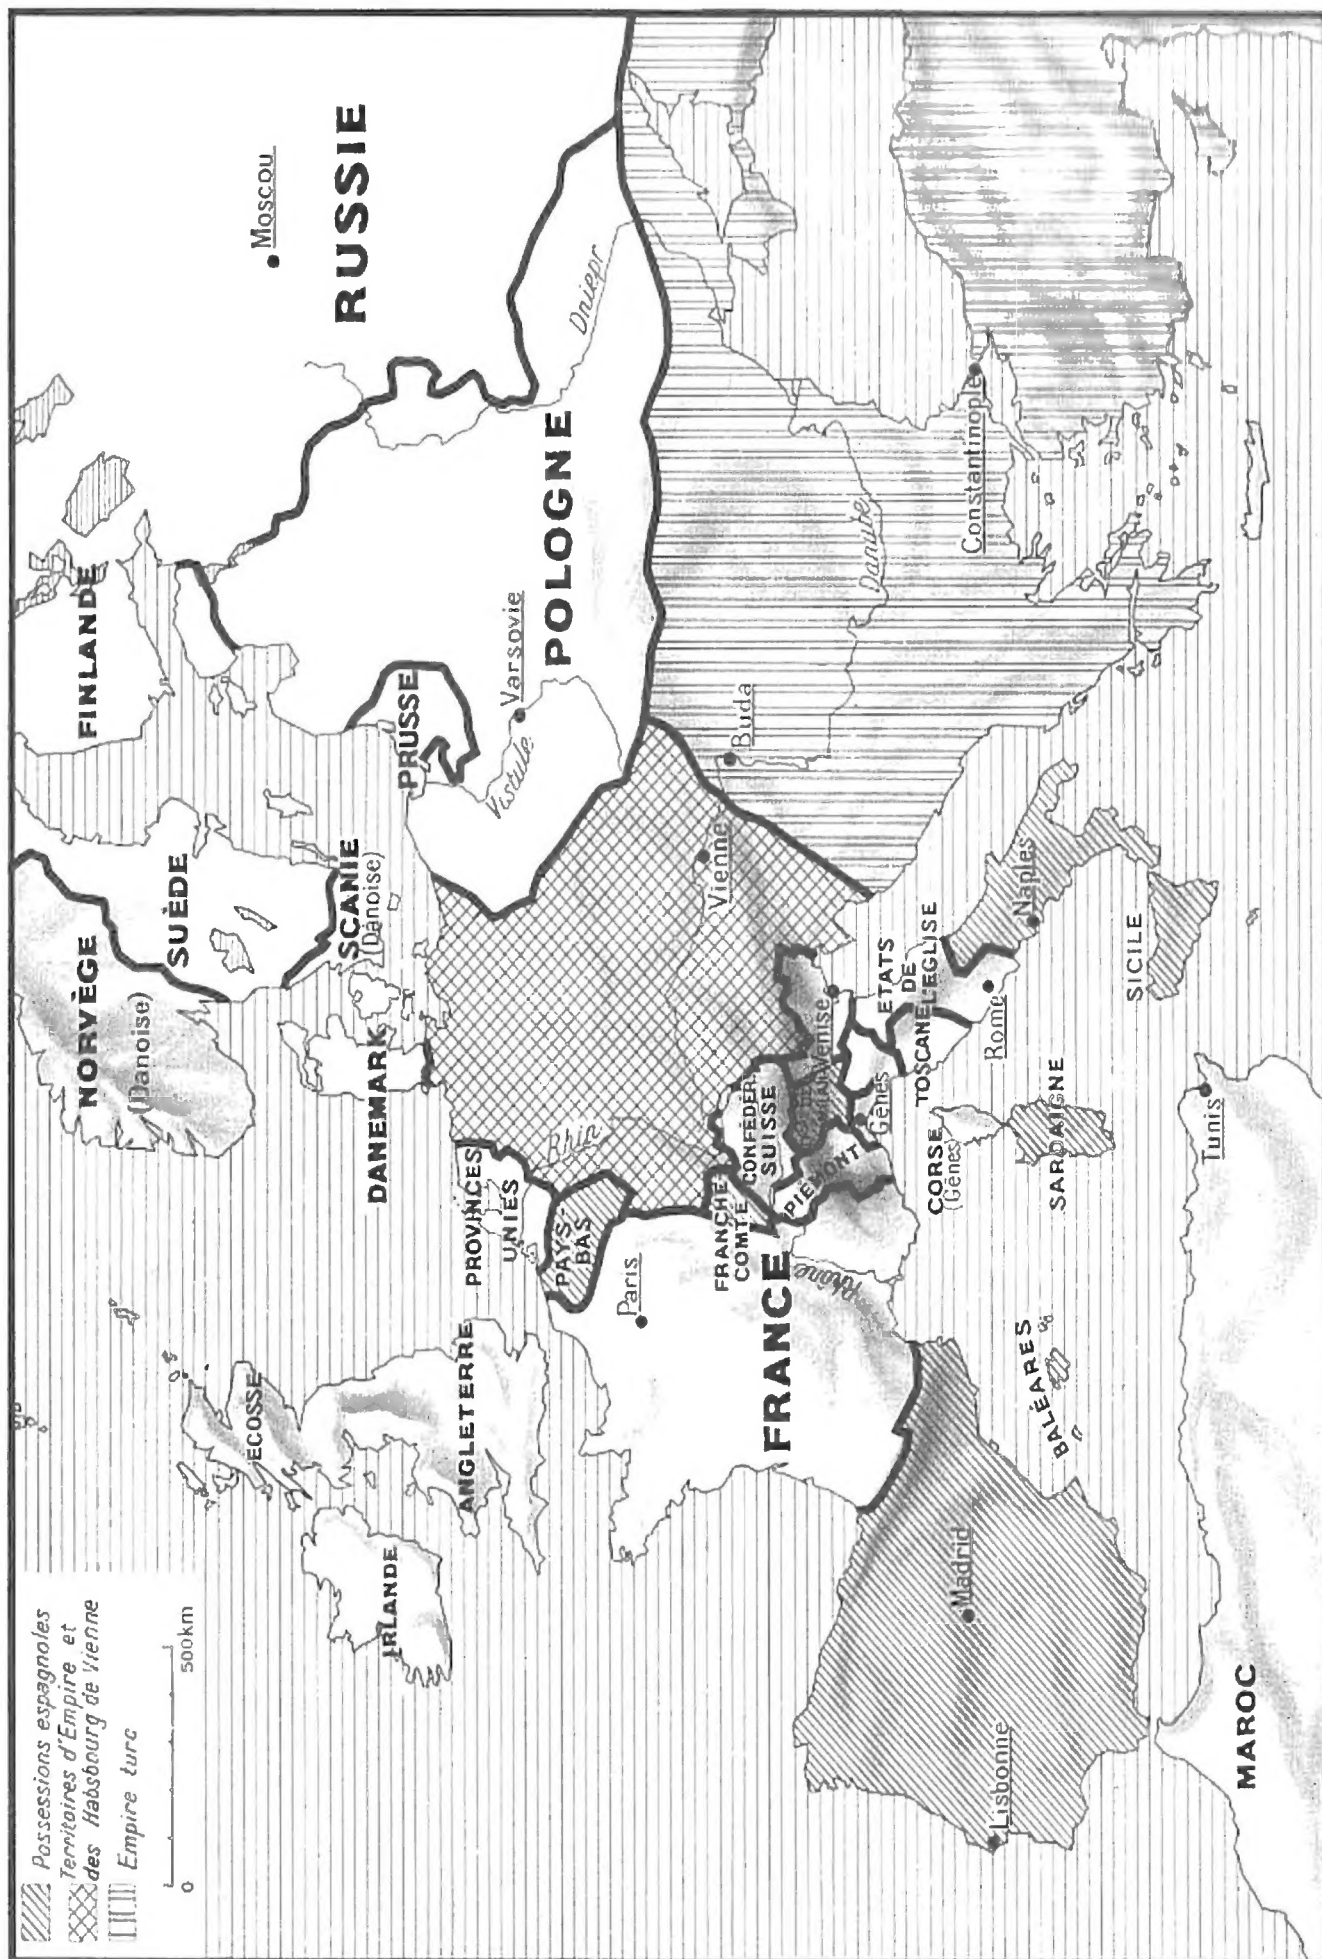 Possessions espagnoles
Territoires d'Empire et
des Habsbourg de Vienne
Empire turc
0
500km
NORVÈGE
(Danoise)
SUÈDE
FINLANDE
SCANIE
(Danoise)
DANEMARK
ECOSSE
IRLANDE
ANGLETERRE
PROVINCES
UNIES
PAYS-
BAS
Rhin
PRUSSE
Vistule
Varsovie
POLOGNE
Moscou
RUSSIE
Dniepr
Paris
FRANCE
FRANCHE
COMTÉ
CONFÉDER.
SUISSE
PIÉMONT
Rhône
Venise
Gênes
Vienne
Buda
Danube
Constantinople
ETATS
DE
L'EGLISE
TOSCANE
Rome
Naples
CORSE
(Gênes)
SARDAIGNE
SICILE
BALÉARES
Madrid
Lisbonne
Tunis
MAROC